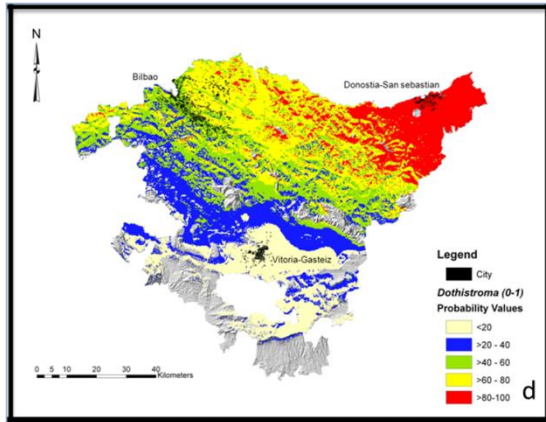 N
Bilbao
Donostia-San sebastian
Vitoria-Gasteiz
Legend
City
Dothistroma (0-1)
Probability Values
<20
>20 - 40
>40 - 60
>60 - 80
>80-100
0 5 10 20 30 40
Kilometers
d